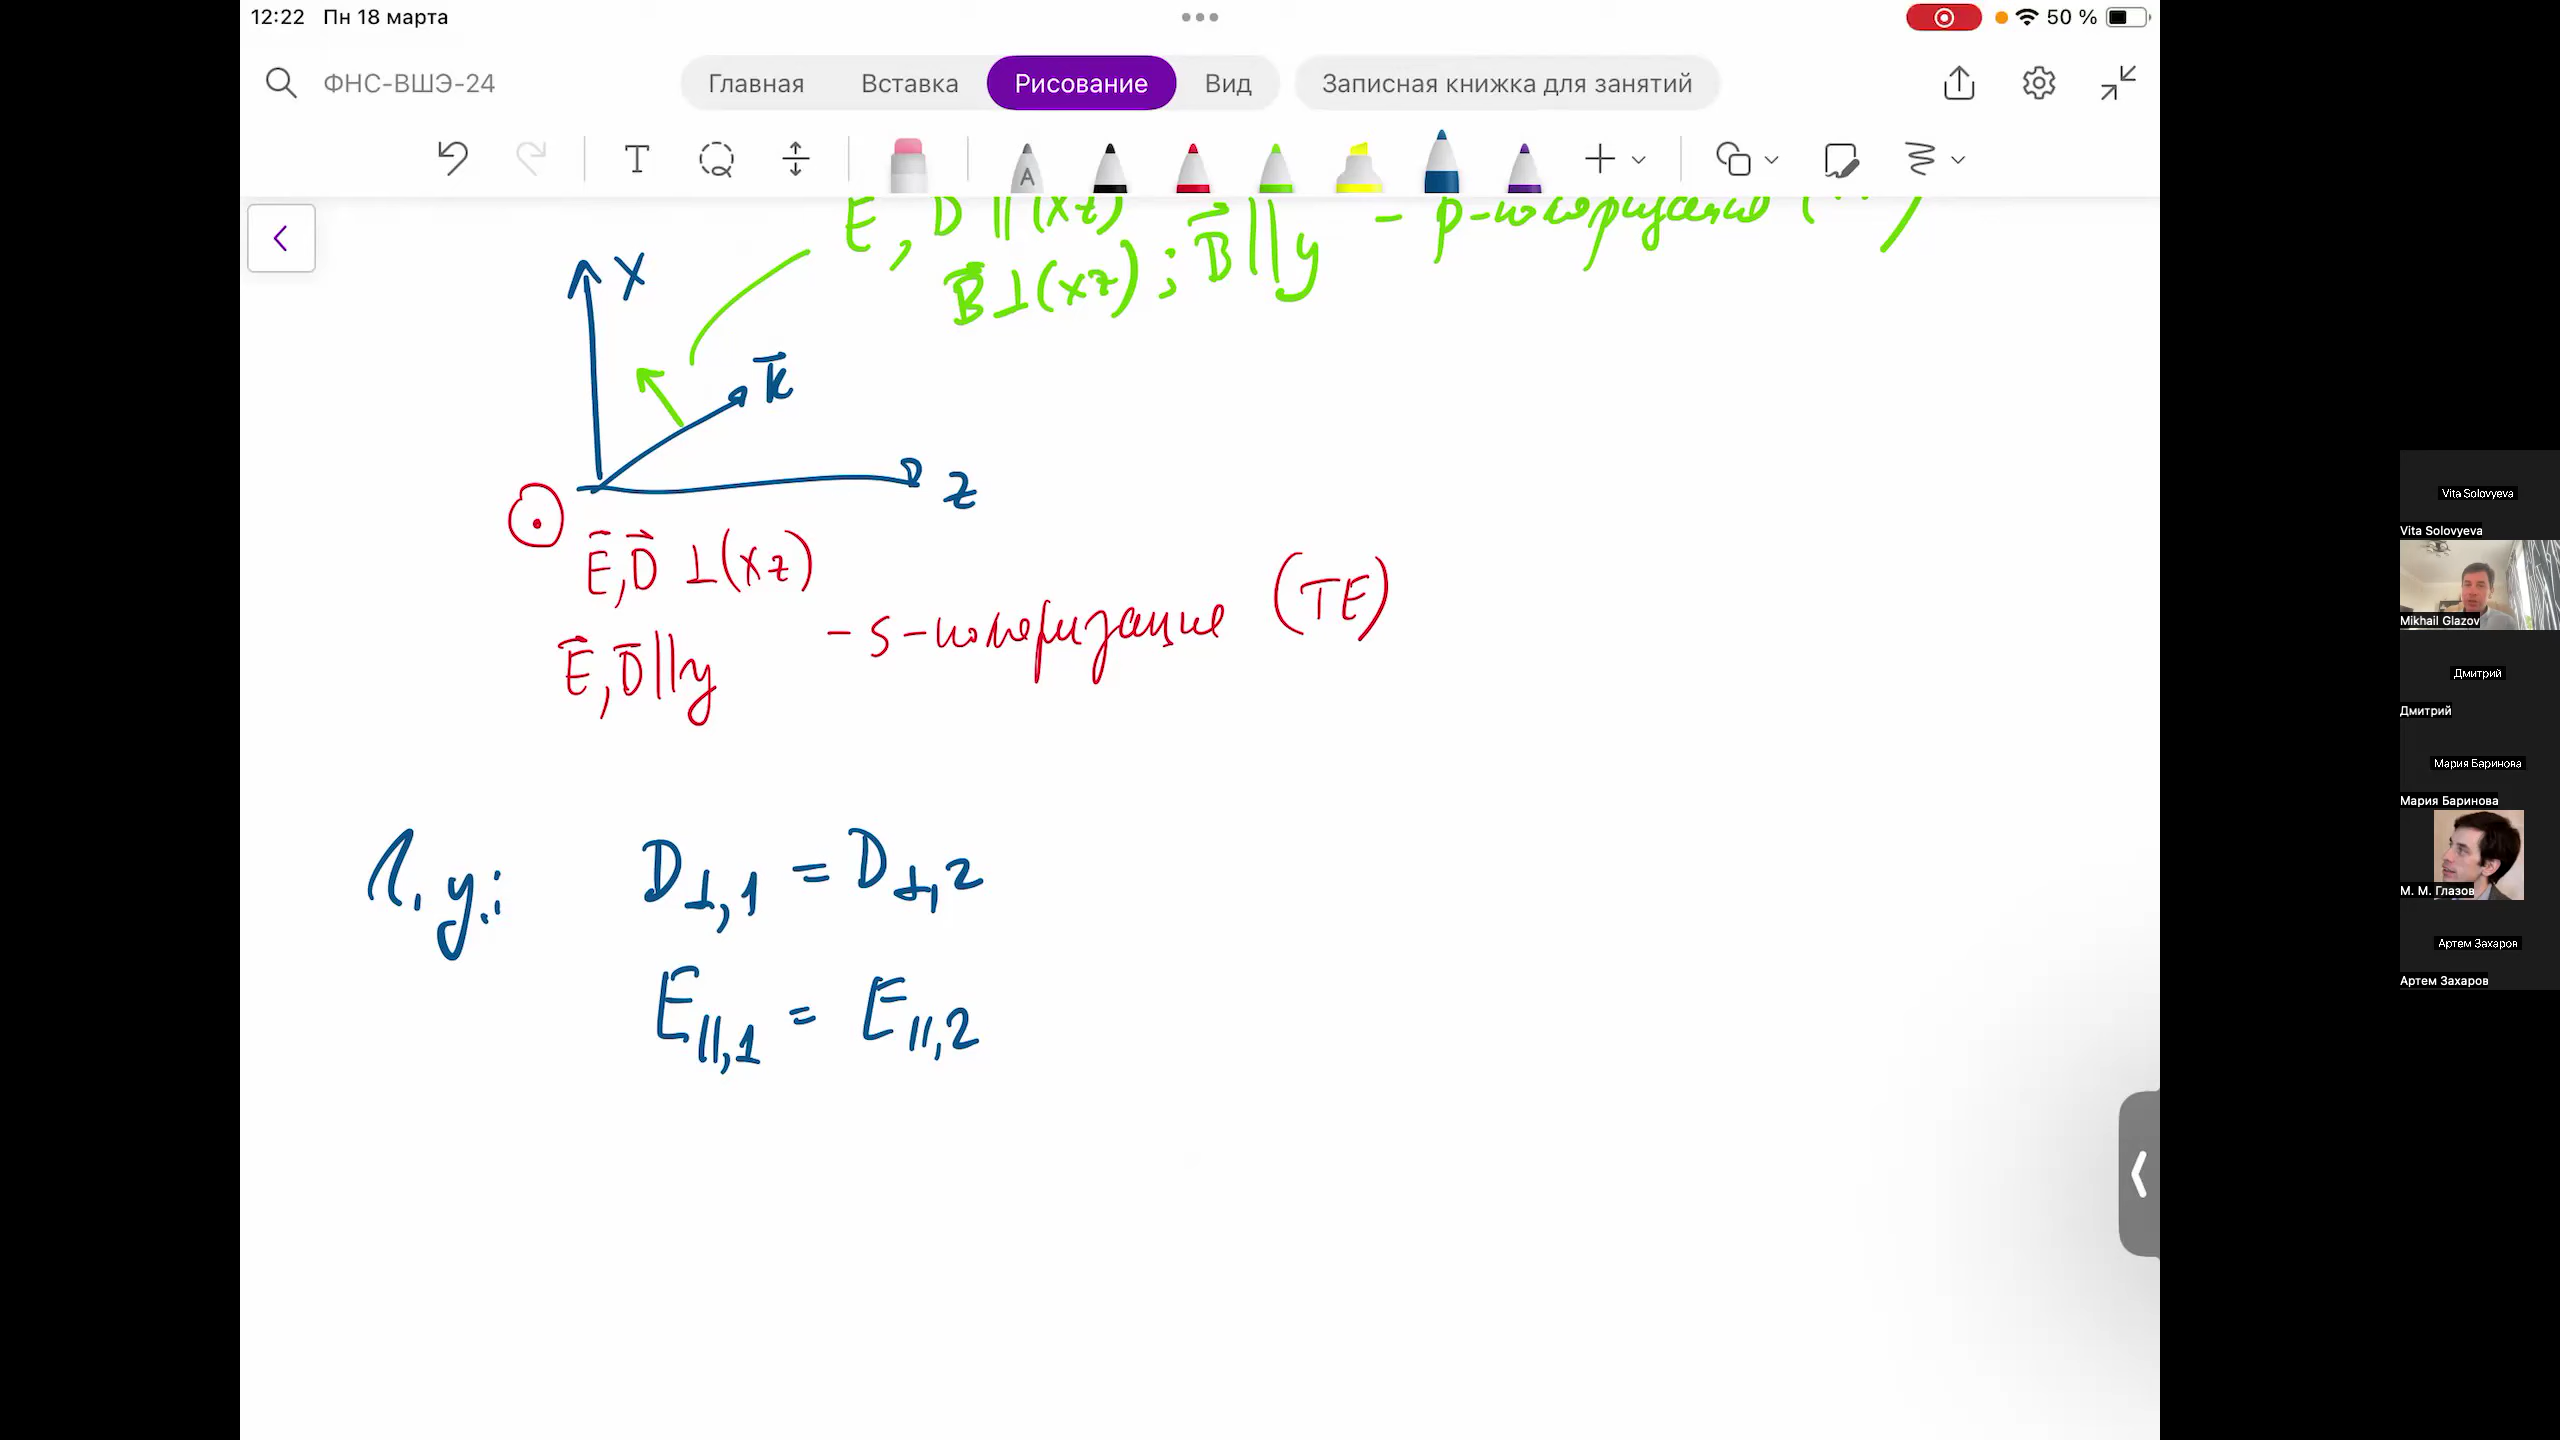 12:22 Пн 18 марта
50 %
ФНС-ВШЭ-24
Главная Вставка Рисование Вид Записная книжка для занятий
E, D || (xz)
B⃗ ⊥ (xz) ; B⃗ || y - p-поляризация
x
k⃗
z
E⃗, D⃗ ⊥ (xz)
E⃗, D⃗ || y - s-поляризация (TE)
Г. у.: D⊥,1 = D⊥,2
E||,1 = E||,2
Vita Solovyeva
Vita Solovyeva
Mikhail Glazov
Дмитрий
Дмитрий
Мария Баринова
Мария Баринова
М. М. Глазов
Артем Захаров
Артем Захаров